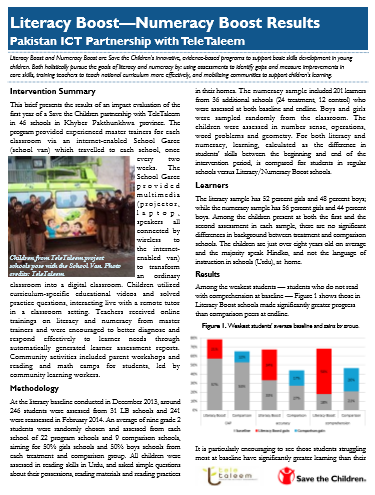 Literacy Boost—Numeracy Boost Results
Pakistan ICT Partnership with TeleTaleem
Literacy Boost and Numeracy Boost are Save the Children's innovative, evidence-based programs to support basic skills development in young
children. Both holistically pursue the goals of literacy and numeracy by: using assessments to identify gaps and measure improvements in
core skills, training teachers to teach national curriculum more effectively, and mobilizing communities to support children's learning.
Intervention Summary
This brief presents the results of an impact evaluation of the
first year of a Save the Children partnership with TeleTaleem
in 46 schools in Khyber Pakthunkhwa province. The
program provided experienced master trainers for each
classroom via an internet-enabled School Garee
(school van) which travelled to each school, once
every two
weeks. The
School Garee
provided
multimedia
(projector,
laptop,
speakers all
connected by
wireless to
the internet-
enabled van)
to transform
an ordinary
Children from TeleTaleem project
schools pose with the School Van. Photo
credits: TeleTaleem
classroom into a digital classroom. Children utilized
curriculum-specific educational videos and solved
practice questions, interacting live with a remote tutor
in a classroom setting. Teachers received online
trainings on literacy and numeracy from master
trainers and were encouraged to better diagnose and
respond effectively to learner needs through
automatically generated learner assessment reports.
Community activities included parent workshops and
reading and math camps for students, led by
community learning workers.
Methodology
At the literacy baseline conducted in December 2013, around
246 students were assessed from 31 LB schools and 241
were reassessed in February 2014. An average of nine grade 2
students were randomly chosen and assessed from each
school of 22 program schools and 9 comparison schools,
aiming for 50% girls schools and 50% boys schools from
each treatment and comparison group. All children were
assessed in reading skills in Urdu, and asked simple questions
about their possessions, reading materials and reading practices
in their homes. The numeracy sample included 201 learners
from 36 additional schools (24 treatment, 12 control) who
were assessed at both baseline and endline. Boys and girls
were sampled randomly from the classroom. The
children were assessed in number sense, operations,
word problems and geometry. For both literacy and
numeracy, learning, calculated as the difference in
students' skills between the beginning and end of the
intervention period, is compared for students in regular
schools versus Literacy/Numeracy Boost schools.
Learners
The literacy sample has 52 percent girls and 48 percent boys;
while the numeracy sample has 56 percent girls and 44 percent
boys. Among the children present at both the first and the
second assessment in each sample, there are no significant
differences in background between treatment and comparison
schools. The children are just over eight years old on average
and the majority speak Hindko, and not the language of
instruction in schools (Urdu), at home.
Results
Among the weakest students — students who do not read
with comprehension at baseline — Figure 1 shows those in
Literacy Boost schools made significantly greater progress
than comparison peers at endline.
Figure 1. Weakest students' average baseline and gains by group.
Literacy Boost
Comparison
Literacy Boost
Comparison
Literacy Boost
Comparison
accuracy
comprehension
It is particularly encouraging to see those students struggling
most at baseline have significantly greater learning than their
tele
taleem
Save the Children.